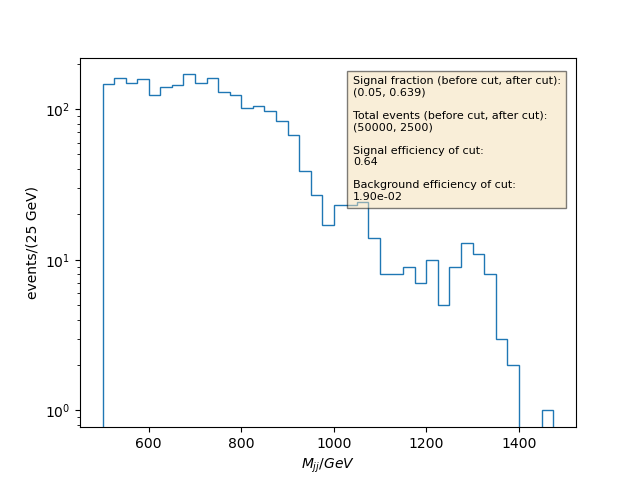 Signal fraction (before cut, after cut):
(0.05, 0.639)
Total events (before cut, after cut):
(50000, 2500)
Signal efficiency of cut:
0.64
Background efficiency of cut:
1.90e-02
events/(25 GeV)
10²
10¹
10⁰
600 800 1000 1200 1400
M_{jj}/GeV